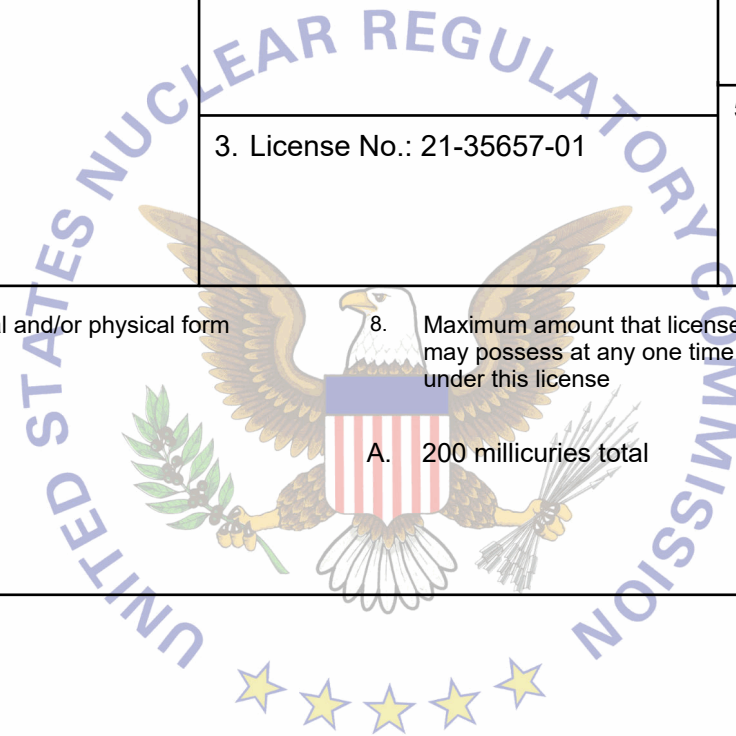 UNITED STATES NUCLEAR REGULATORY COMMISSION
3. License No.: 21-35657-01
l and/or physical form
8. Maximum amount that license
may possess at any one time
under this license
A. 200 millicuries total